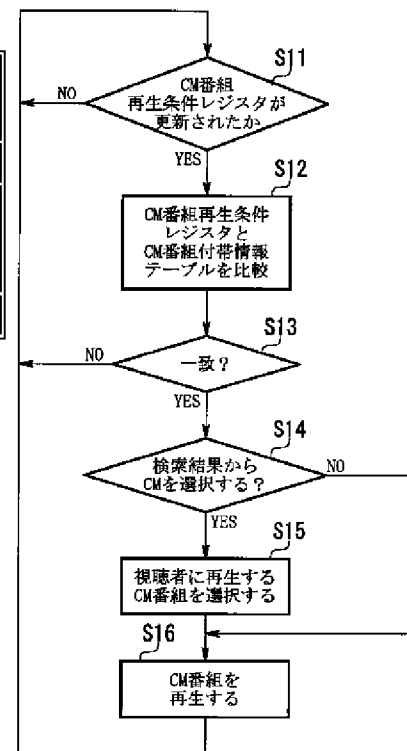 S11
CM番組
再生条件レジスタが
更新されたか
NO
YES
S12
CM番組再生条件
レジスタと
CM番組付帯情報
テーブルを比較
S13
一致?
NO
YES
S14
検索結果から
CMを選択する?
NO
YES
S15
視聴者に再生する
CM番組を選択する
S16
CM番組を
再生する